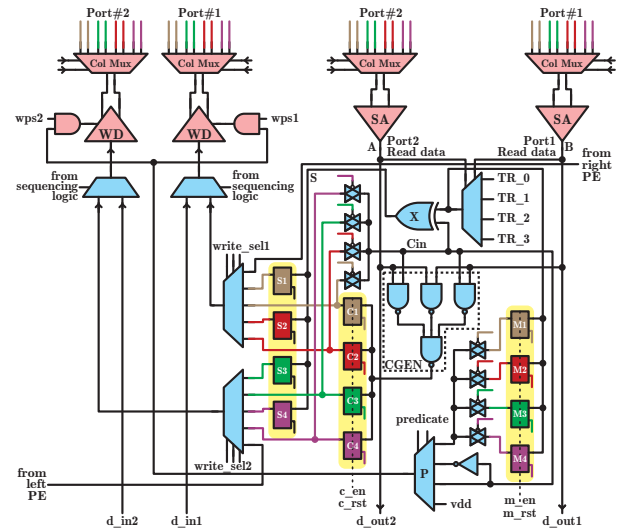 Port#2
Port#1
Port#2
Port#1
Col Mux
Col Mux
Col Mux
Col Mux
wps2
WD
WD
wps1
SA
SA
A
Port2
Read data
Port1
Read data
B
from
sequencing
logic
from
sequencing
logic
from
right
PE
S
TR_0
TR_1
TR_2
TR_3
X
Cin
write_sel1
S1
S2
S3
S4
C1
C2
C3
C4
CGEN
M1
M2
M3
M4
predicate
P
vdd
write_sel2
from
left
PE
c_en
c_rst
m_en
m_rst
d_in2
d_in1
d_out2
d_out1